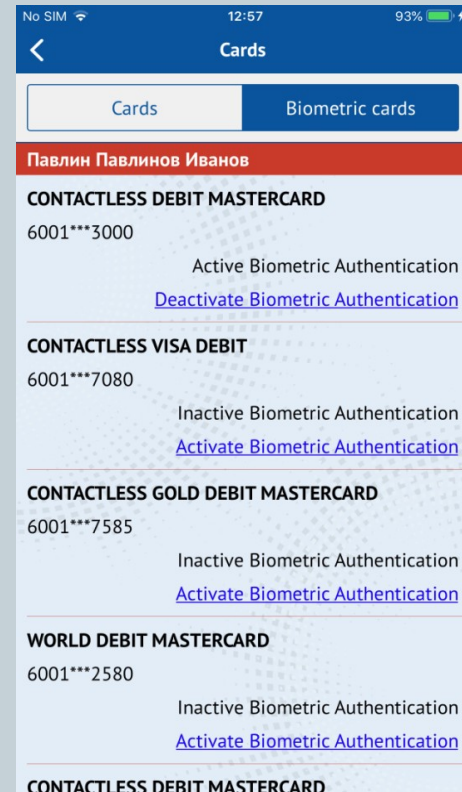 No SIM 12:57 93%
Cards
Cards Biometric cards
Павлин Павлинов Иванов
CONTACTLESS DEBIT MASTERCARD
6001***3000
Active Biometric Authentication
Deactivate Biometric Authentication
CONTACTLESS VISA DEBIT
6001***7080
Inactive Biometric Authentication
Activate Biometric Authentication
CONTACTLESS GOLD DEBIT MASTERCARD
6001***7585
Inactive Biometric Authentication
Activate Biometric Authentication
WORLD DEBIT MASTERCARD
6001***2580
Inactive Biometric Authentication
Activate Biometric Authentication
CONTACTLESS DEBIT MASTERCARD